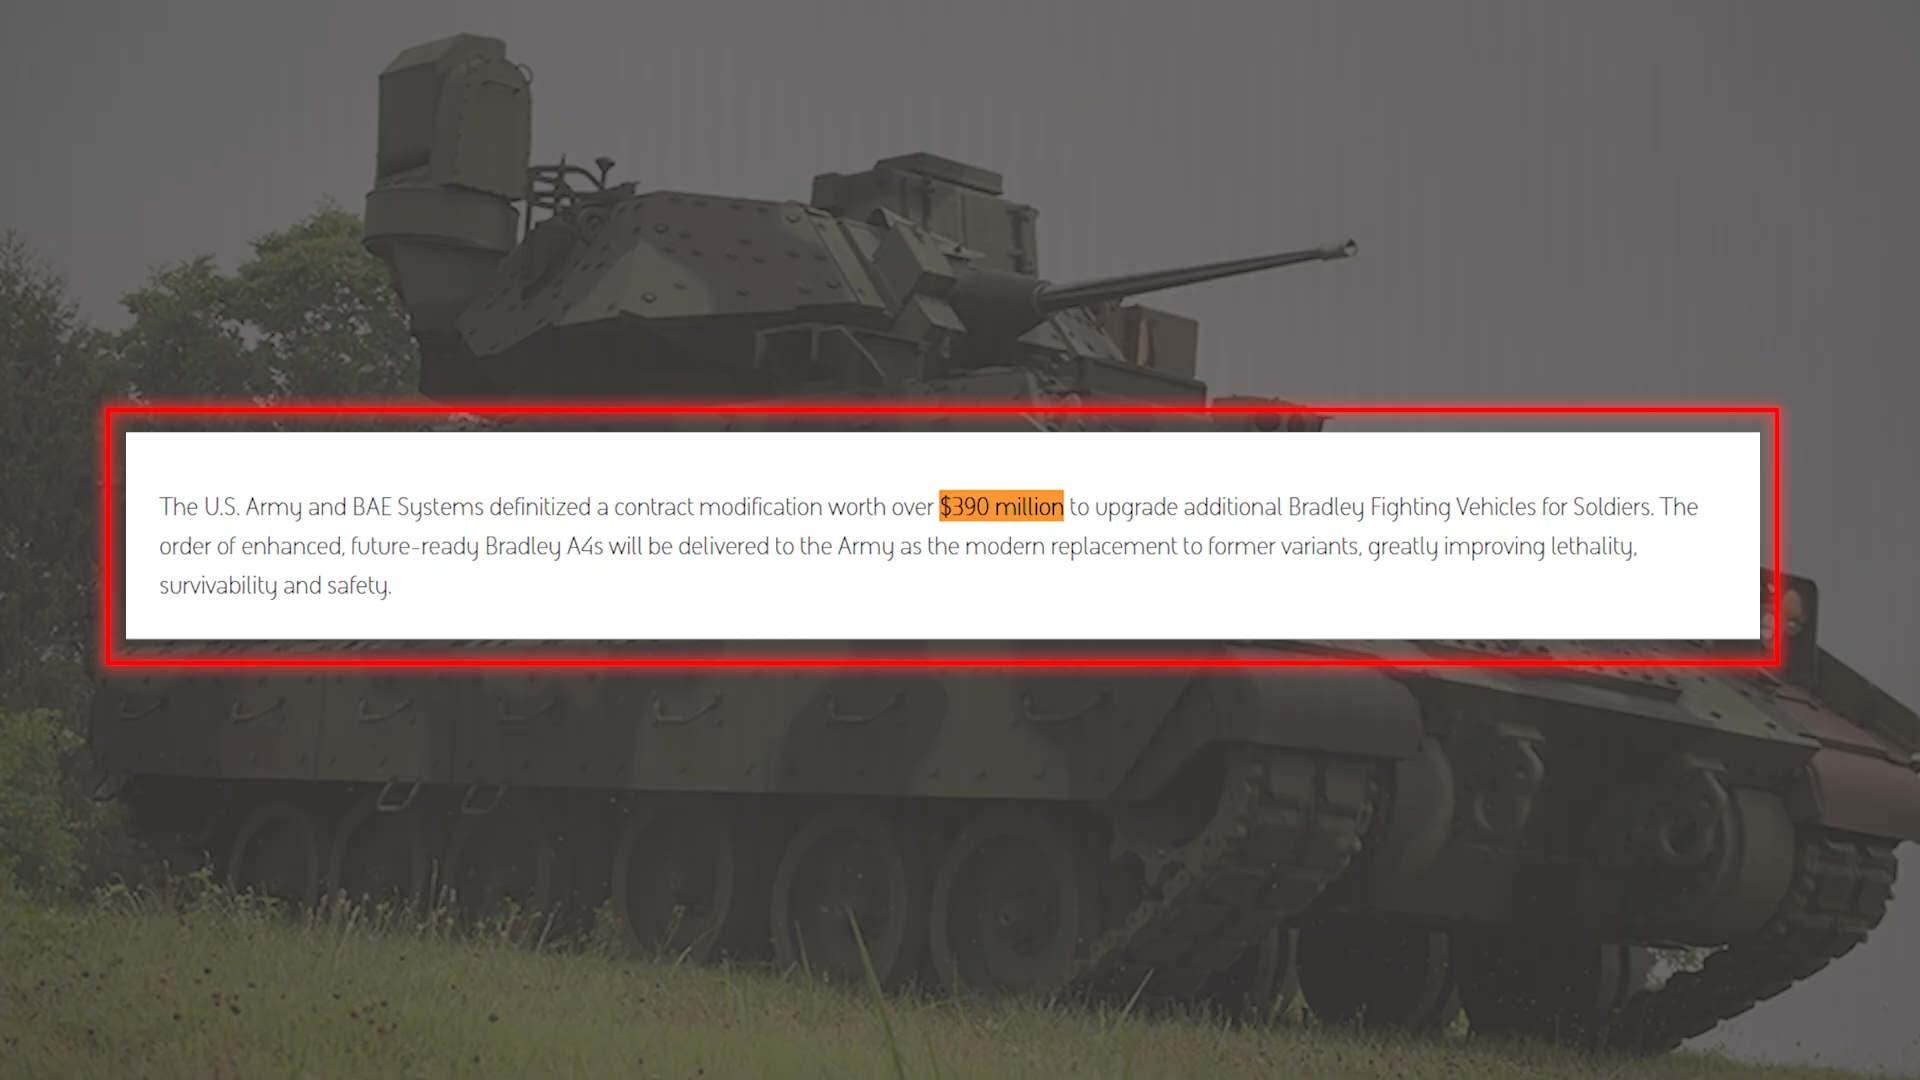 The U.S. Army and BAE Systems definitized a contract modification worth over $390 million to upgrade additional Bradley Fighting Vehicles for Soldiers. The
order of enhanced, future-ready Bradley A4s will be delivered to the Army as the modern replacement to former variants, greatly improving lethality,
survivability and safety.